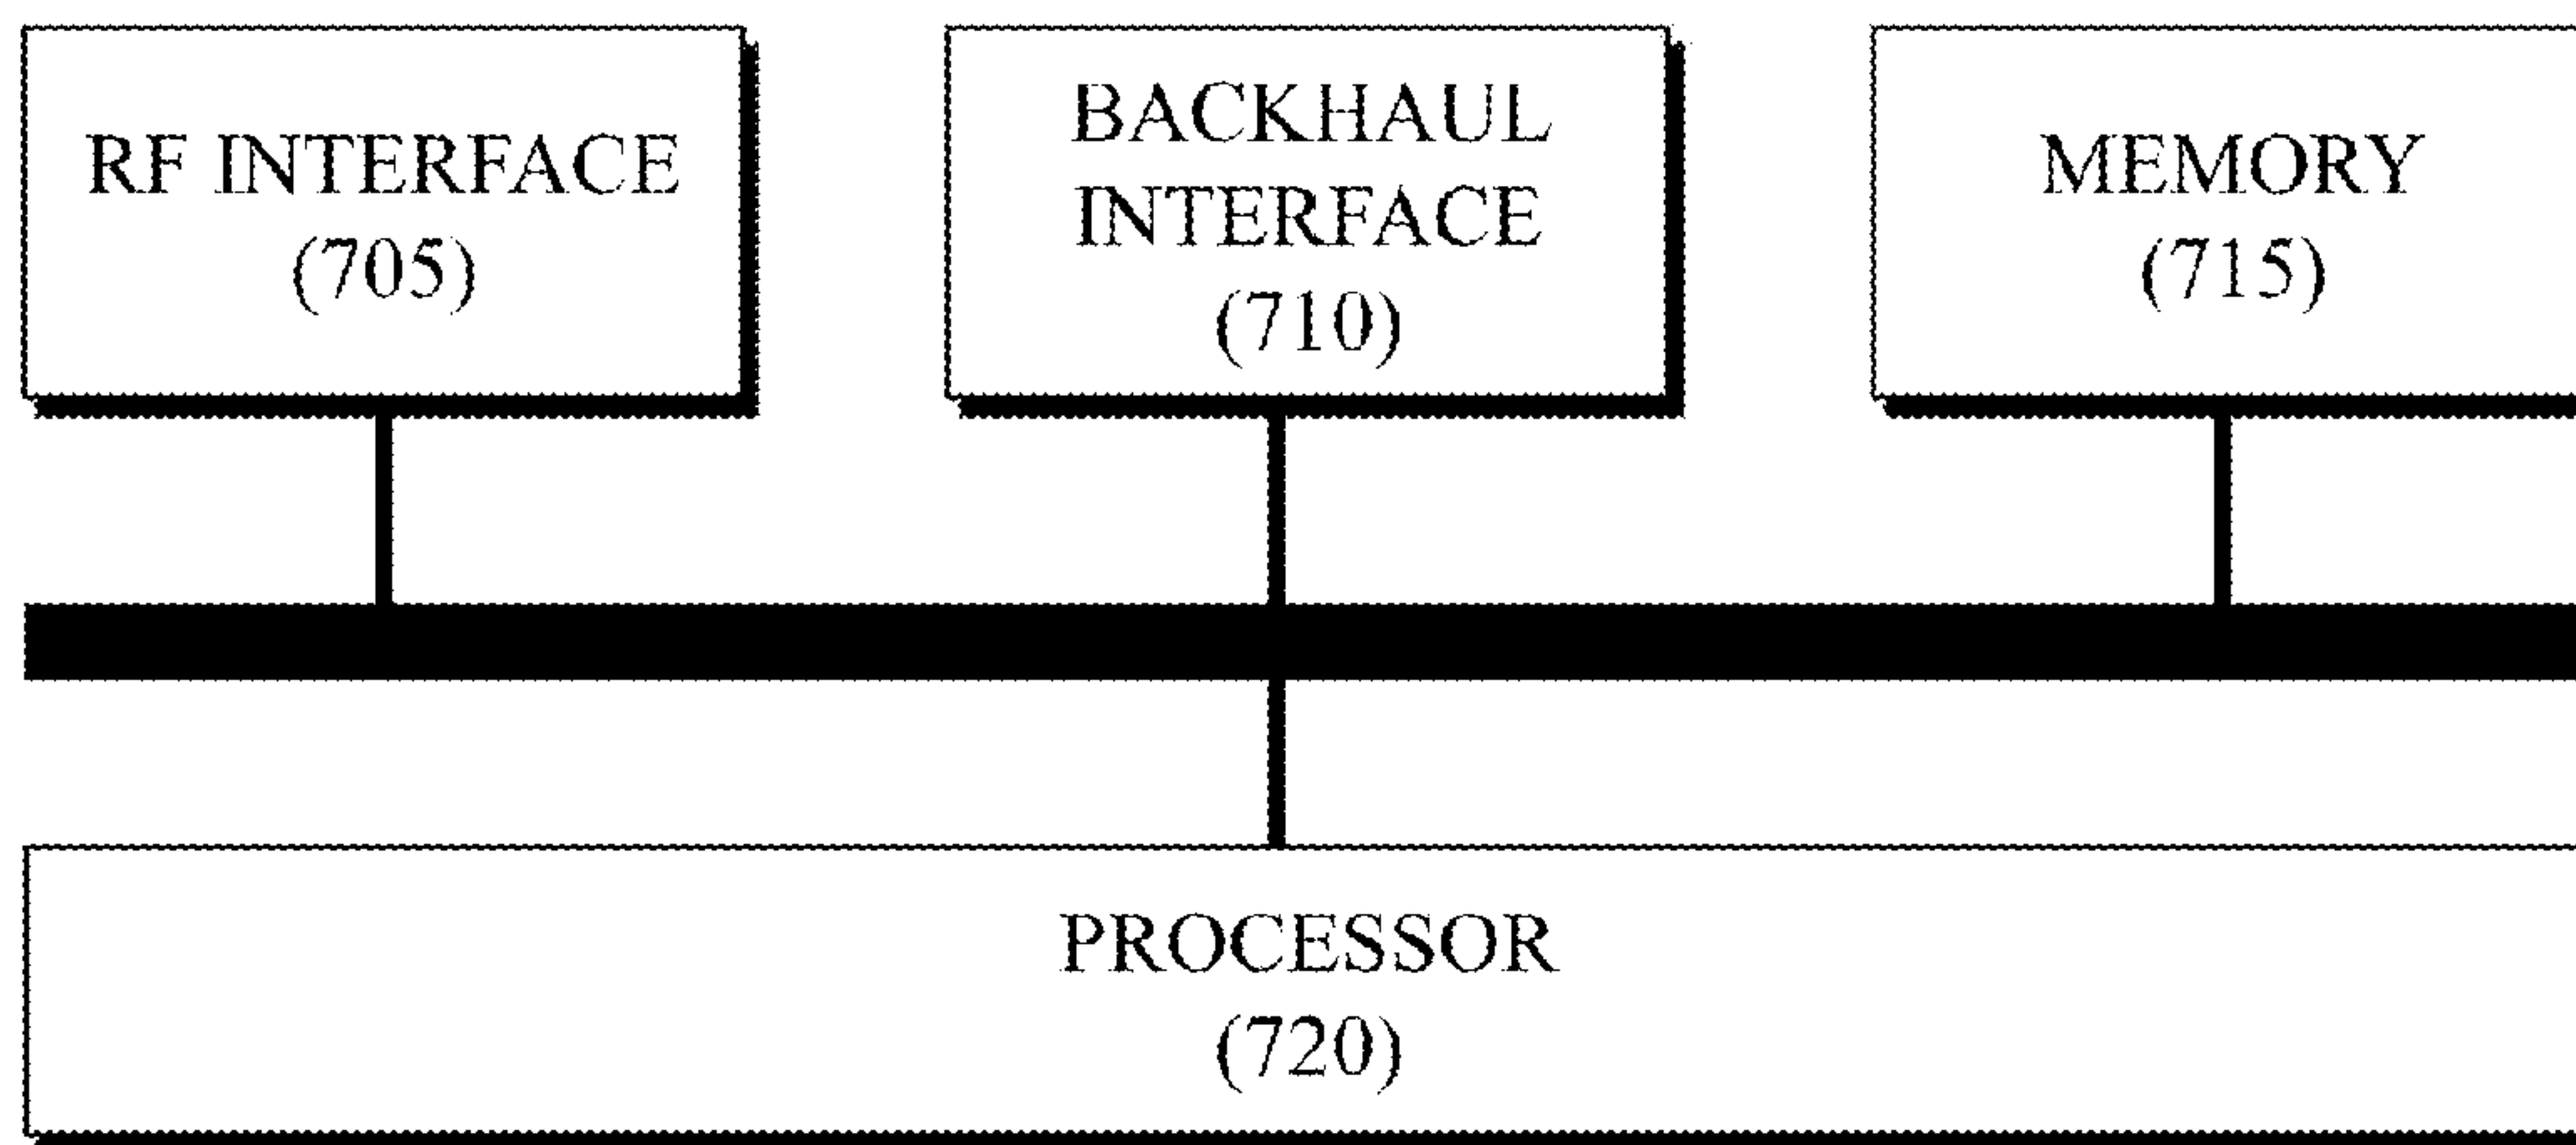 RF INTERFACE
(705)
BACKHAUL
INTERFACE
(710)
MEMORY
(715)
PROCESSOR
(720)